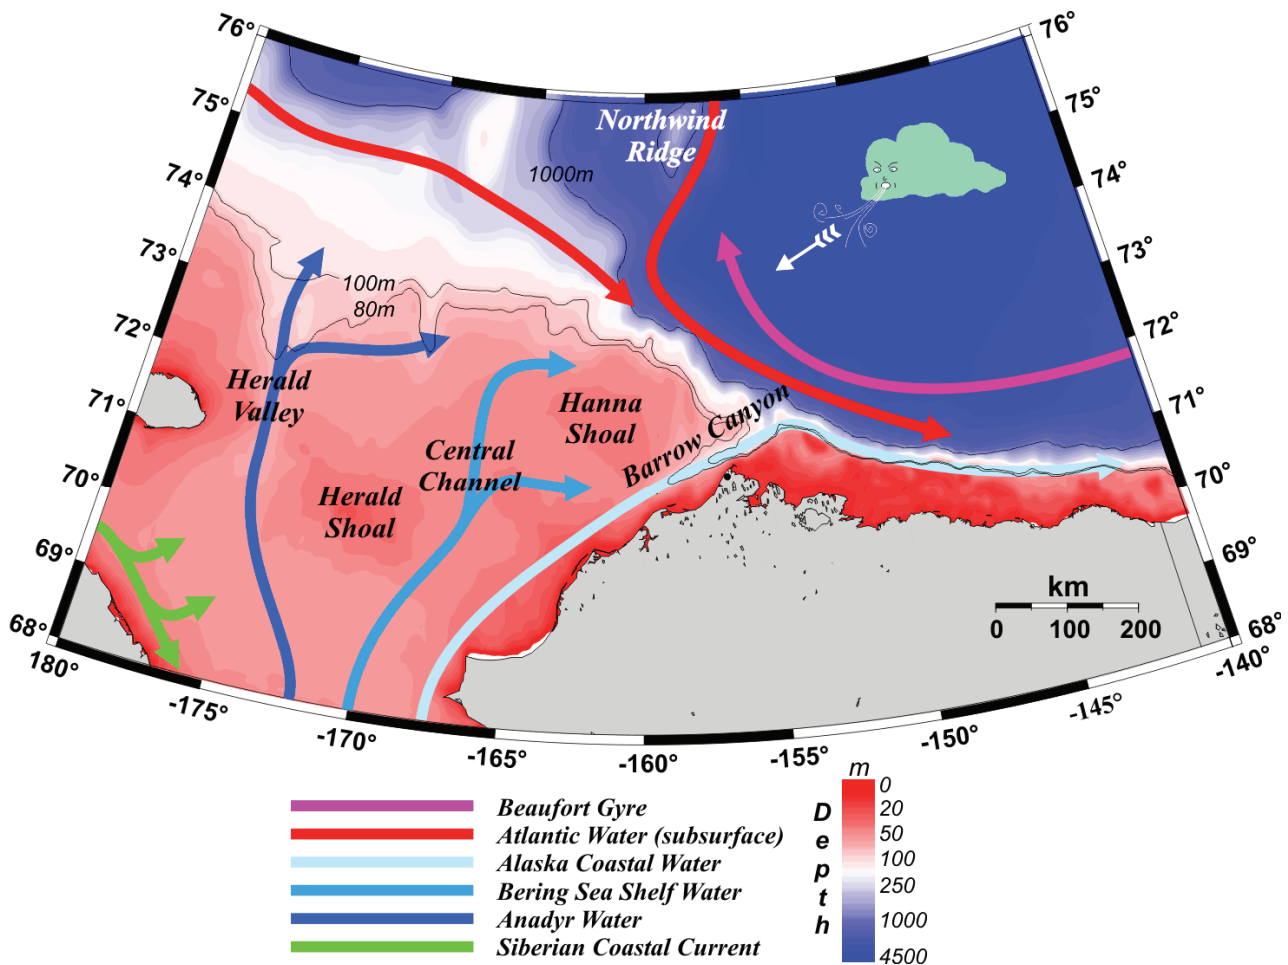 76°
76°
75°
75°
74°
74°
73°
73°
72°
72°
71°
71°
70°
70°
69°
69°
68°
68°
180°
-175°
-170°
-165°
-160°
-155°
-150°
-145°
-140°
Northwind
Ridge
1000m
100m
80m
Herald
Valley
Hanna
Shoal
Central
Channel
Barrow Canyon
Herald
Shoal
km
0 100 200
Beaufort Gyre
Atlantic Water (subsurface)
Alaska Coastal Water
Bering Sea Shelf Water
Anadyr Water
Siberian Coastal Current
Depth
m
0
20
50
100
250
1000
4500